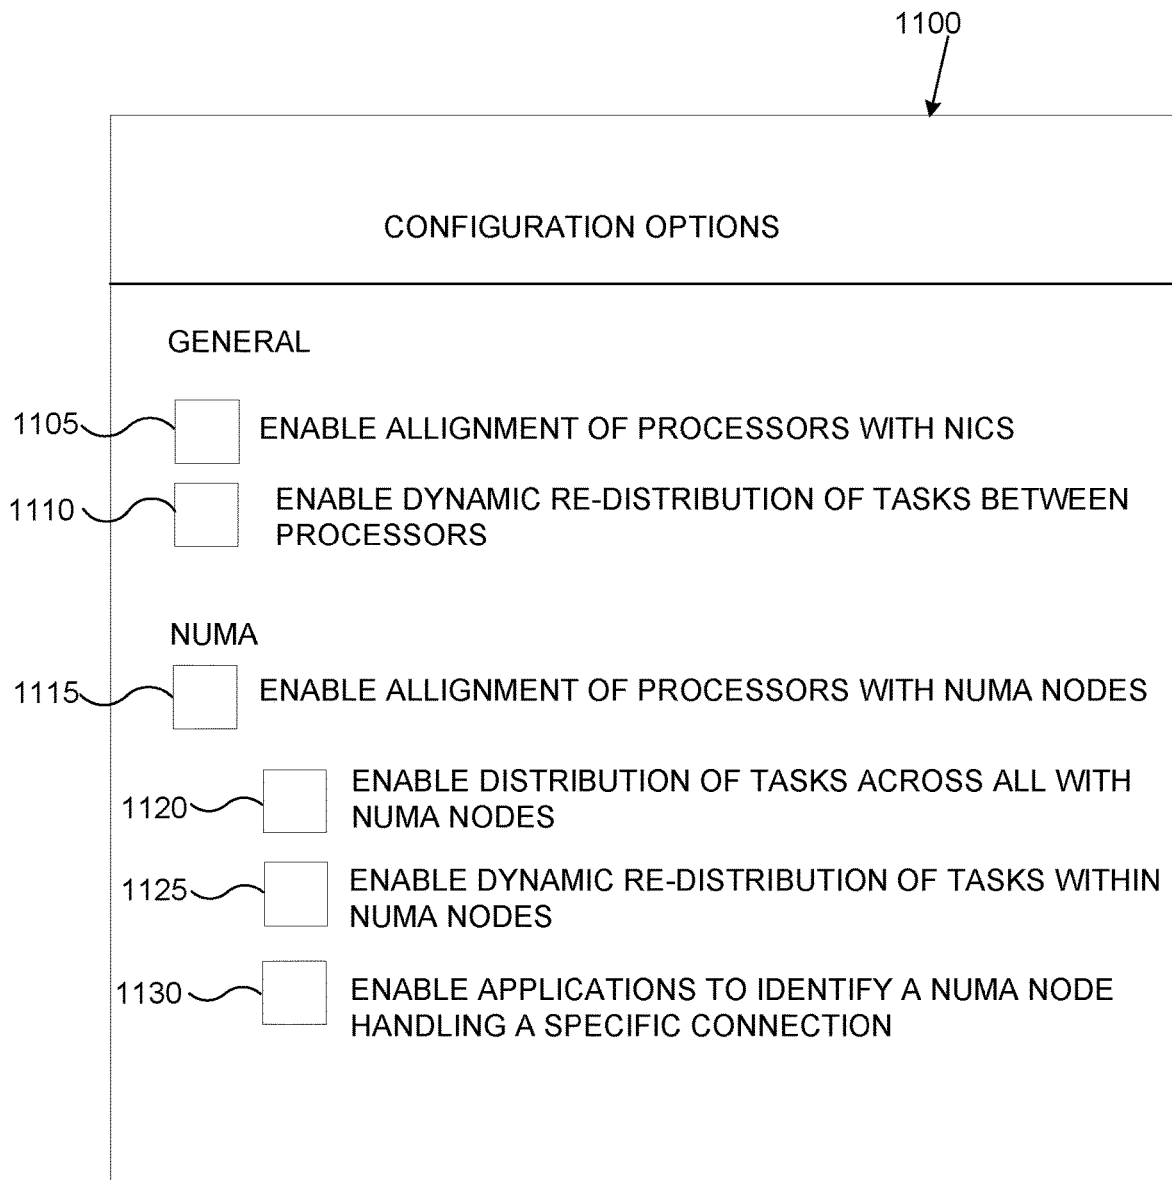 1100
CONFIGURATION OPTIONS
GENERAL
1105 ENABLE ALLIGNMENT OF PROCESSORS WITH NICS
1110 ENABLE DYNAMIC RE-DISTRIBUTION OF TASKS BETWEEN
PROCESSORS
NUMA
1115 ENABLE ALLIGNMENT OF PROCESSORS WITH NUMA NODES
1120 ENABLE DISTRIBUTION OF TASKS ACROSS ALL WITH
NUMA NODES
1125 ENABLE DYNAMIC RE-DISTRIBUTION OF TASKS WITHIN
NUMA NODES
1130 ENABLE APPLICATIONS TO IDENTIFY A NUMA NODE
HANDLING A SPECIFIC CONNECTION